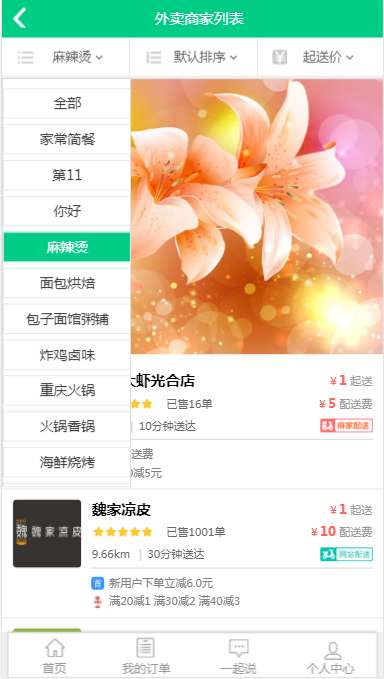 外卖商家列表
麻辣烫 默认排序 起送价
全部
家常简餐
第11
你好
麻辣烫
面包烘焙
包子面馆粥铺
炸鸡卤味
重庆火锅
火锅香锅
海鲜烧烤
大虾光合店 ￥1 起送
已售16单 ￥5 配送费
10分钟送达 商家配送
送费
减5元
魏家凉皮 魏家凉皮 ￥1 起送
已售1001单 ￥10 配送费
9.66km | 30分钟送达 网站配送
首 新用户下单立减6.0元
满20减1 满30减2 满40减3
首页 我的订单 一起说 个人中心